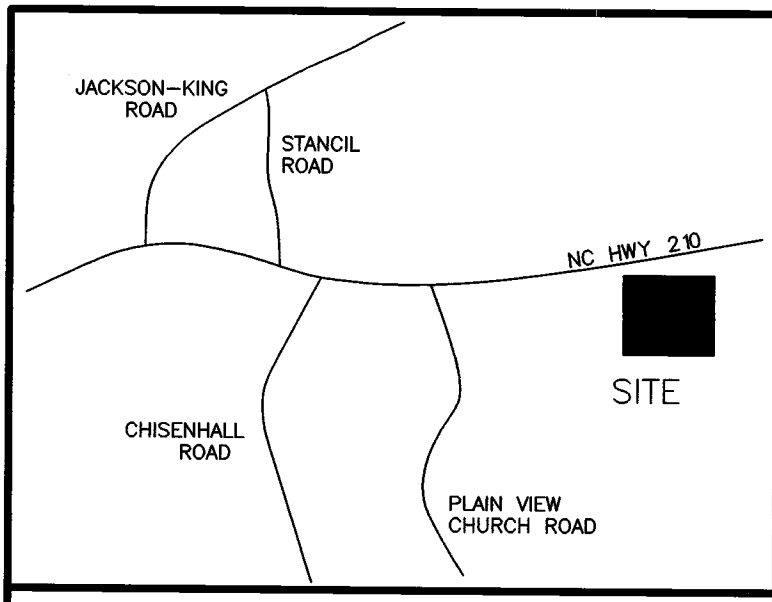 JACKSON-KING
ROAD
STANCIL
ROAD
NC HWY 210
SITE
CHISENHALL
ROAD
PLAIN VIEW
CHURCH ROAD